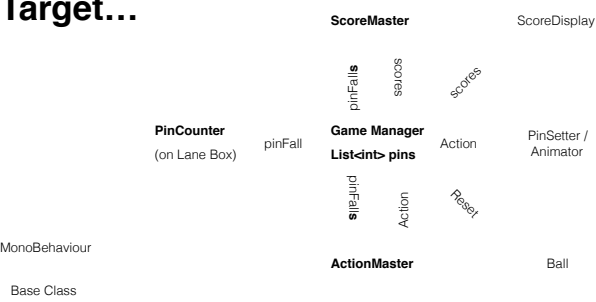 Target…
ScoreMaster
ScoreDisplay
pinFalls
scores
scores
PinCounter
(on Lane Box)
pinFall
Game Manager
List<int> pins
Action
PinSetter /
Animator
pinFalls
Action
Reset
MonoBehaviour
ActionMaster
Ball
Base Class